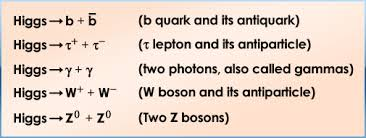 Higgs → b + b̅ (b quark and its antiquark)
Higgs → τ⁺ + τ⁻ (τ lepton and its antiparticle)
Higgs → γ + γ (two photons, also called gammas)
Higgs → W⁺ + W⁻ (W boson and its antiparticle)
Higgs → Z⁰ + Z⁰ (Two Z bosons)